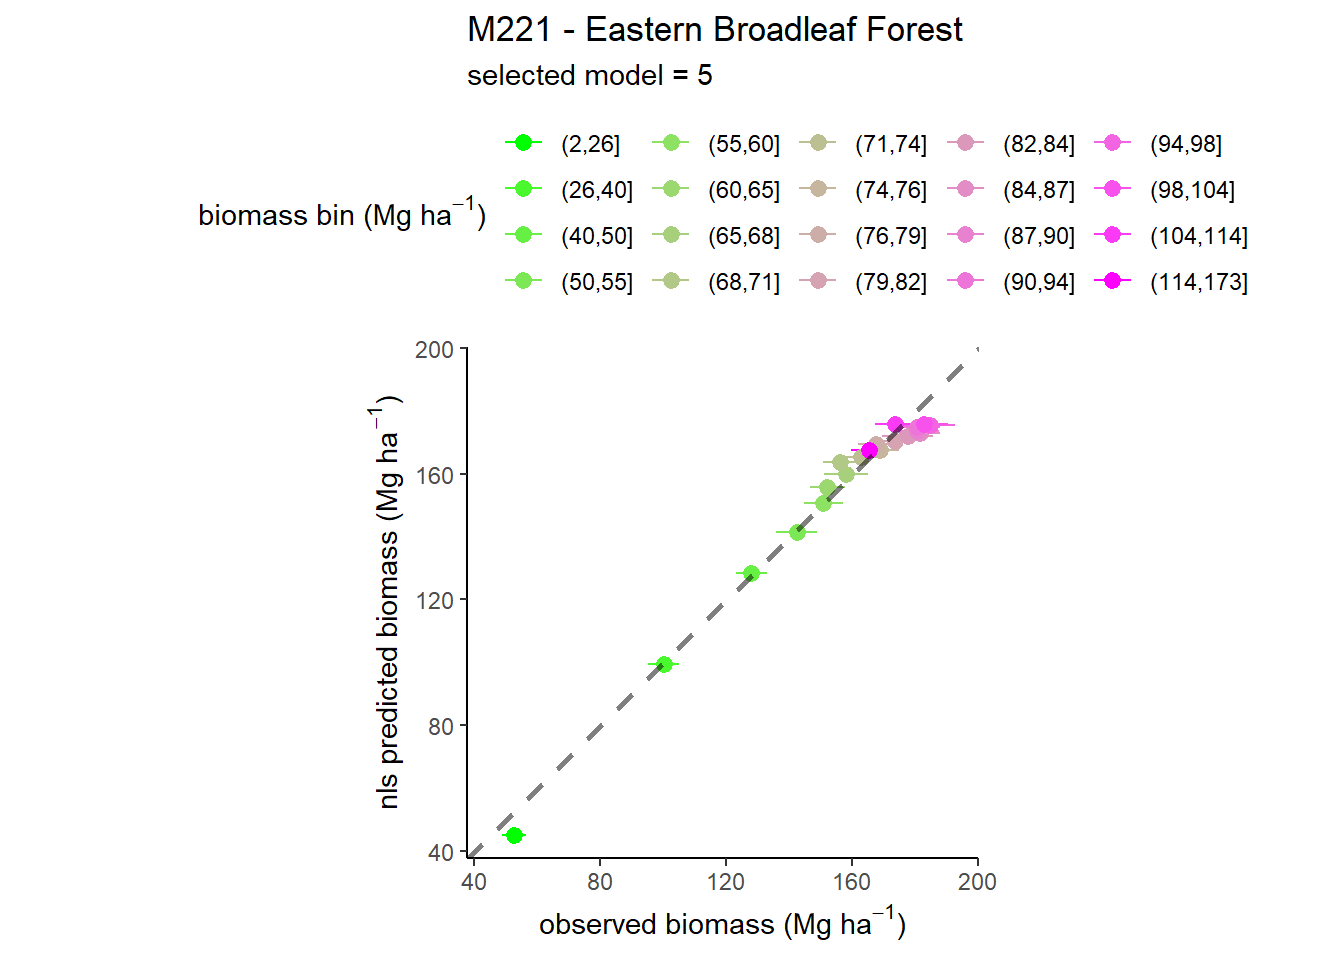 M221 - Eastern Broadleaf Forest
selected model = 5
biomass bin (Mg ha⁻¹)
(2,26] (55,60] (71,74] (82,84] (94,98]
(26,40] (60,65] (74,76] (84,87] (98,104]
(40,50] (65,68] (76,79] (87,90] (104,114]
(50,55] (68,71] (79,82] (90,94] (114,173]
nls predicted biomass (Mg ha⁻¹)
200
160
120
80
40
40 80 120 160 200
observed biomass (Mg ha⁻¹)